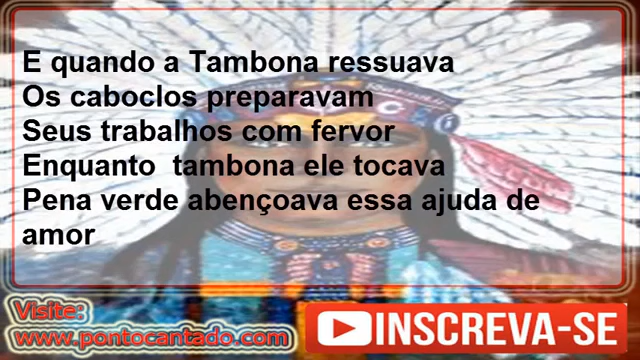 E quando a Tambona ressuava
Os caboclos preparavam
Seus trabalhos com fervor
Enquanto  tambona ele tocava
Pena verde abençoava essa ajuda de
amor
Visite:
www.pontocantado.com
INSCREVA-SE